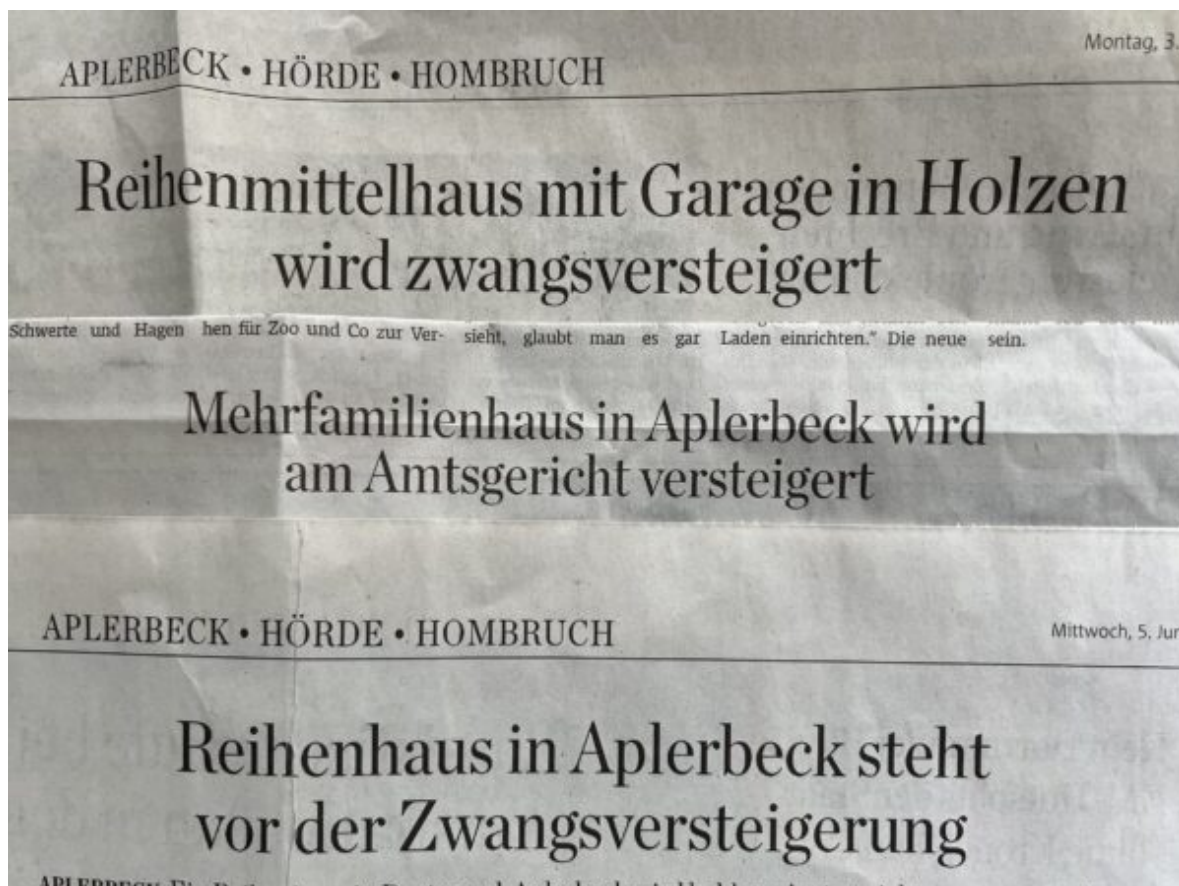 Montag, 3.
APLERBECK • HÖRDE • HOMBRUCH
Reihenmittelhaus mit Garage in Holzen
wird zwangsversteigert
Schwerte und Hagen hen für Zoo und Co zur Ver- sieht, glaubt man es gar Laden einrichten." Die neue sein.
Mehrfamilienhaus in Aplerbeck wird
am Amtsgericht versteigert
APLERBECK • HÖRDE • HOMBRUCH
Mittwoch, 5. Jun
Reihenhaus in Aplerbeck steht
vor der Zwangsversteigerung
APLERBECK